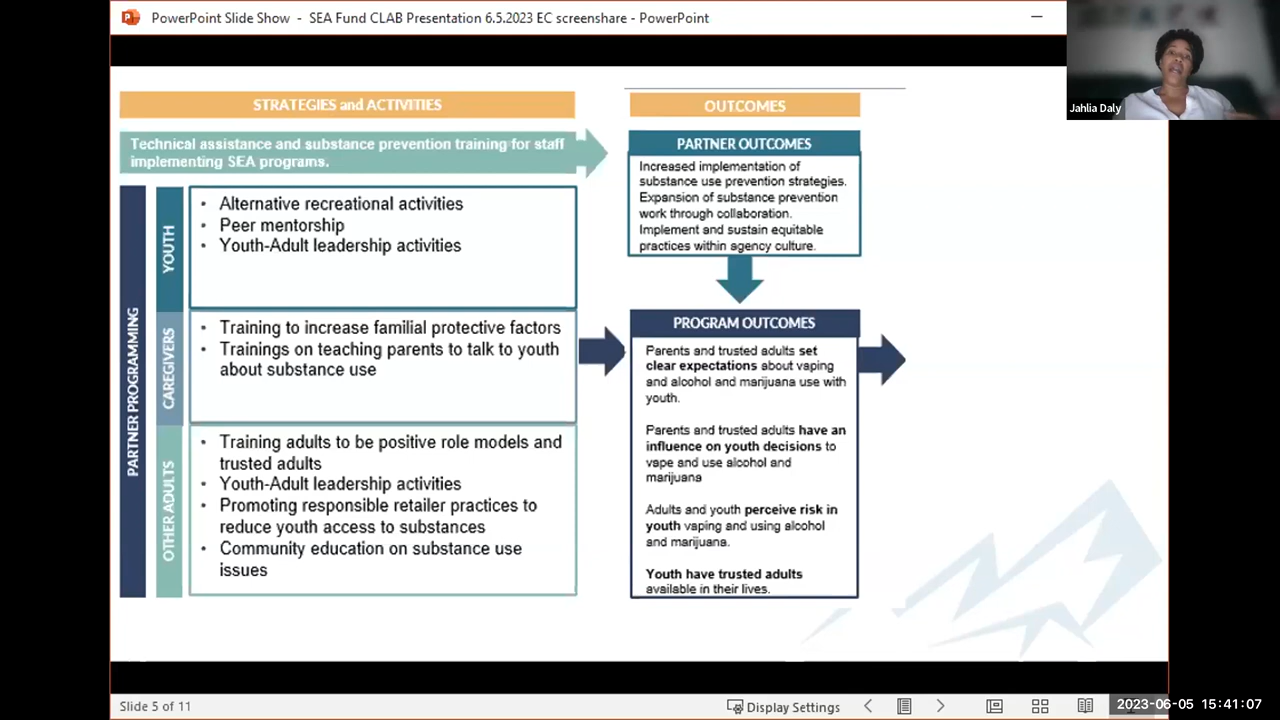 PowerPoint Slide Show - SEA Fund CLAB Presentation 6.5.2023 EC screenshare - PowerPoint
Jahlia Daly
STRATEGIES and ACTIVITIES
Technical assistance and substance prevention training for staff
implementing SEA programs.
PARTNER PROGRAMMING
YOUTH
• Alternative recreational activities
• Peer mentorship
• Youth-Adult leadership activities
CAREGIVERS
• Training to increase familial protective factors
• Trainings on teaching parents to talk to youth
about substance use
OTHER ADULTS
• Training adults to be positive role models and
trusted adults
• Youth-Adult leadership activities
• Promoting responsible retailer practices to
reduce youth access to substances
• Community education on substance use
issues
OUTCOMES
PARTNER OUTCOMES
Increased implementation of
substance use prevention strategies.
Expansion of substance prevention
work through collaboration.
Implement and sustain equitable
practices within agency culture.
PROGRAM OUTCOMES
Parents and trusted adults set
clear expectations about vaping
and alcohol and marijuana use with
youth.
Parents and trusted adults have an
influence on youth decisions to
vape and use alcohol and
marijuana
Adults and youth perceive risk in
youth vaping and using alcohol
and marijuana.
Youth have trusted adults
available in their lives.
Slide 5 of 11
Display Settings
2023-06-05 15:41:07